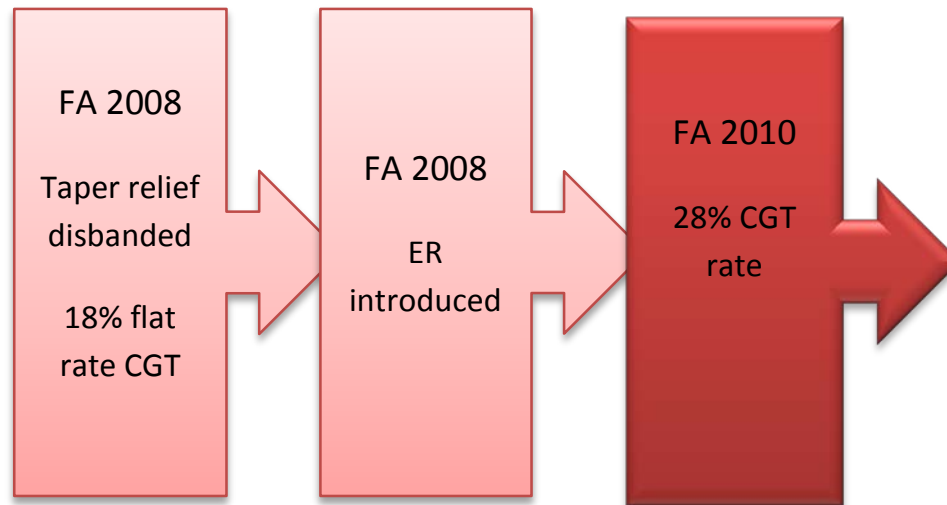 FA 2008
Taper relief
disbanded
18% flat
rate CGT
FA 2008
ER
introduced
FA 2010
28% CGT
rate